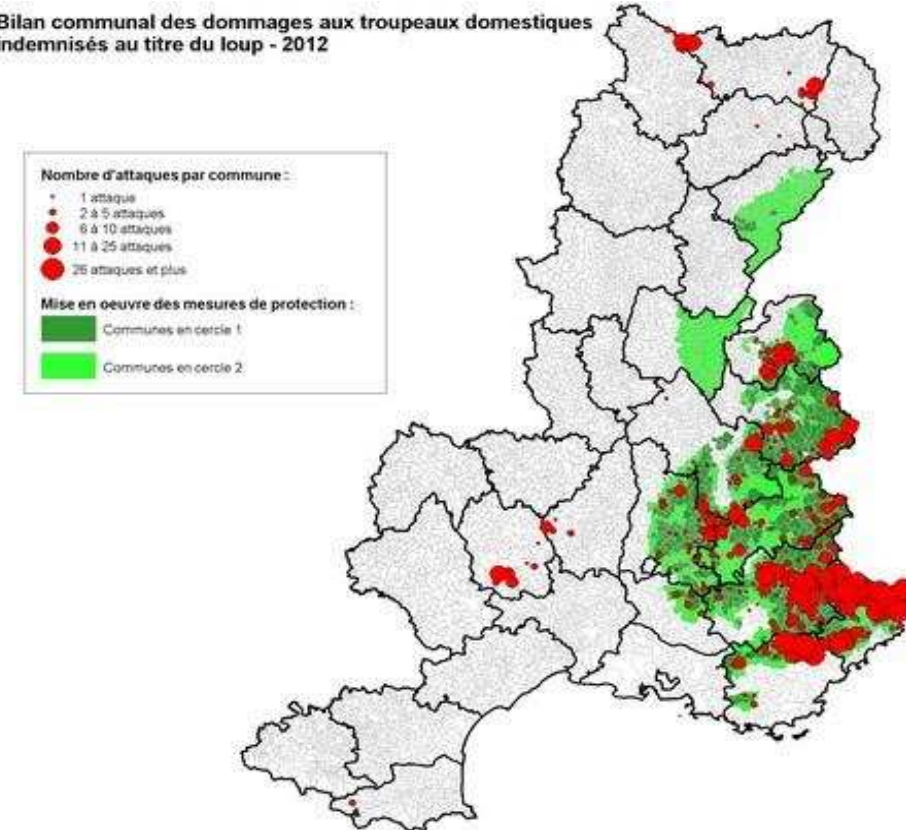 Bilan communal des dommages aux troupeaux domestiques
indemnisés au titre du loup - 2012
Nombre d'attaques par commune :
1 attaque
2 à 5 attaques
6 à 10 attaques
11 à 25 attaques
26 attaques et plus
Mise en oeuvre des mesures de protection :
Communes en cercle 1
Communes en cercle 2